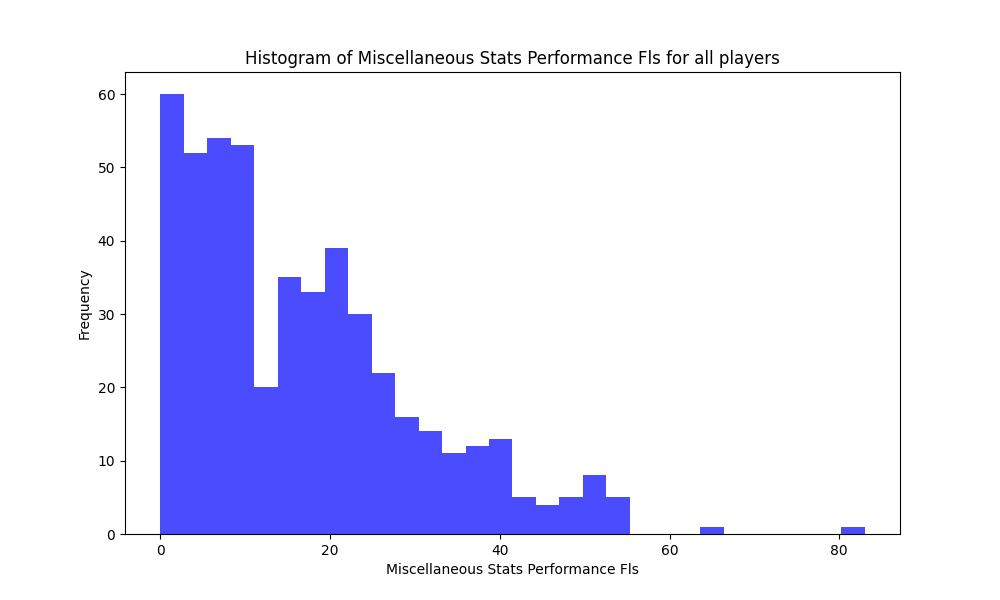 Histogram of Miscellaneous Stats Performance Fls for all players
60
50
40
30
20
10
0
Frequency
0 20 40 60 80
Miscellaneous Stats Performance Fls